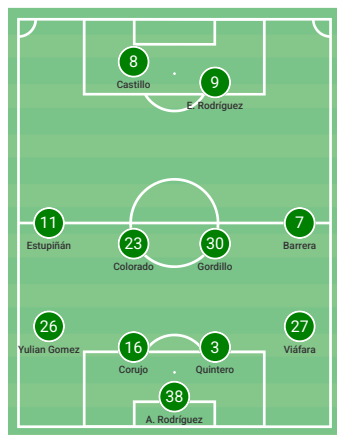 8
Castillo
9
E. Rodríguez
11
Estupiñán
7
Barrera
23
Colorado
30
Gordillo
26
Yulian Gomez
27
Viáfara
16
Corujo
3
Quintero
38
A. Rodríguez